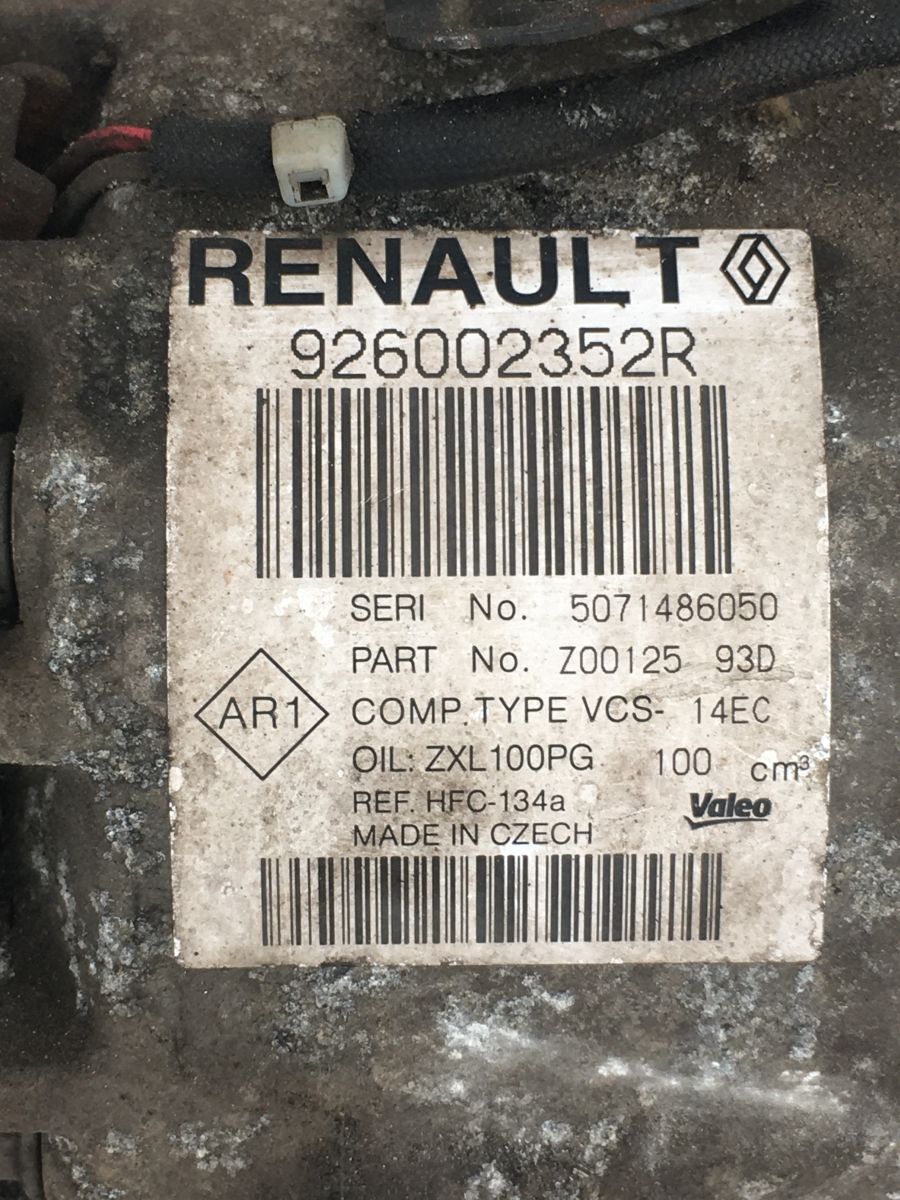 RENAULT
926002352R
SERI No. 5071486050
PART No. Z00125 93D
AR1
COMP. TYPE VCS- 14EC
OIL: ZXL100PG 100 cm³
REF. HFC-134a
Valeo
MADE IN CZECH